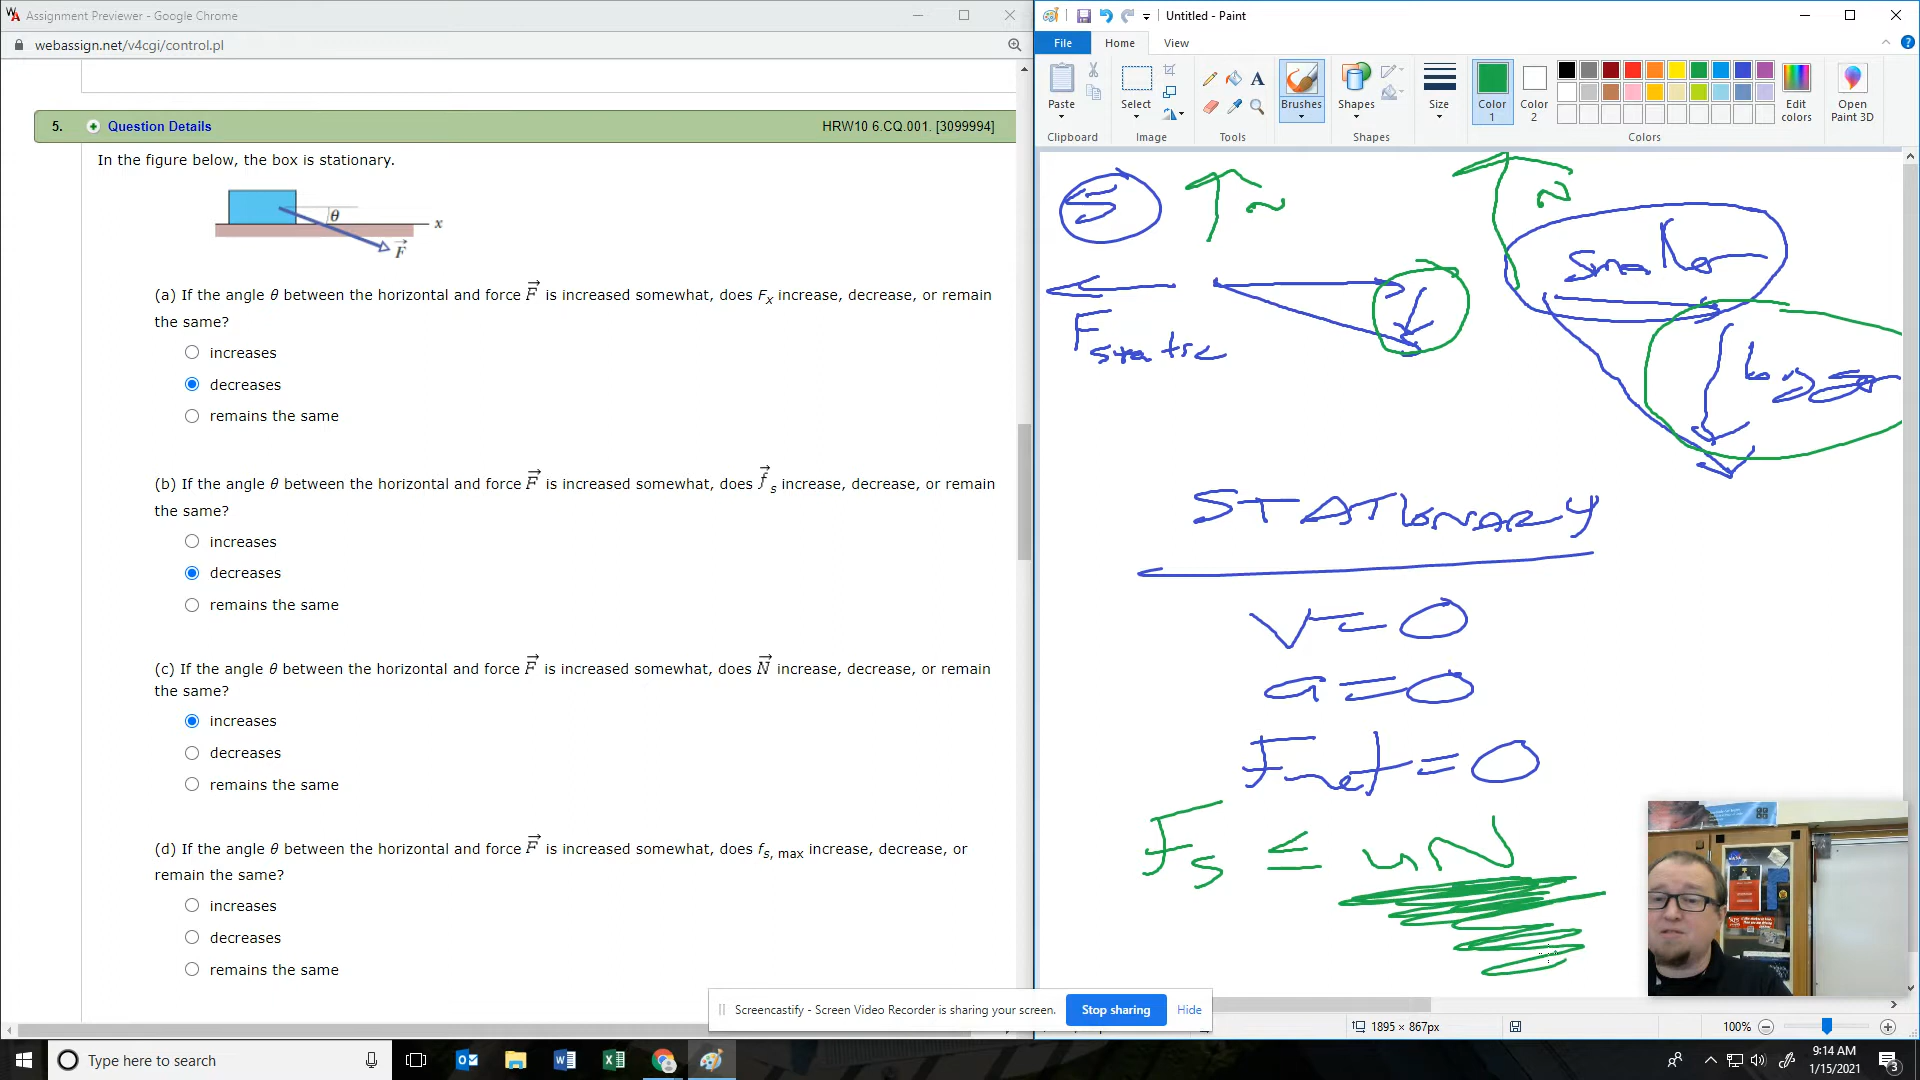 Assignment Previewer - Google Chrome
webassign.net/v4cgi/control.pl
5. Question Details HRW10 6.CQ.001. [3099994]
In the figure below, the box is stationary.
θ
x
F
(a) If the angle θ between the horizontal and force F is increased somewhat, does Fx increase, decrease, or remain
the same?
increases
decreases
remains the same
(b) If the angle θ between the horizontal and force F is increased somewhat, does fs increase, decrease, or remain
the same?
increases
decreases
remains the same
(c) If the angle θ between the horizontal and force F is increased somewhat, does N increase, decrease, or remain
the same?
increases
decreases
remains the same
(d) If the angle θ between the horizontal and force F is increased somewhat, does fs, max increase, decrease, or
remain the same?
increases
decreases
remains the same
Untitled - Paint
File Home View
Paste
Select
Brushes
Shapes
Size
Color 1
Color 2
Edit colors
Open Paint 3D
Clipboard Image Tools Shapes Colors
5
N
N
smaller
Fstatic
bigger
STATIONARY
v=0
a=0
Fnet=0
Fs ≤ uN
Screencastify - Screen Video Recorder is sharing your screen. Stop sharing Hide
1895 × 867px
100%
Type here to search
9:14 AM
1/15/2021
3